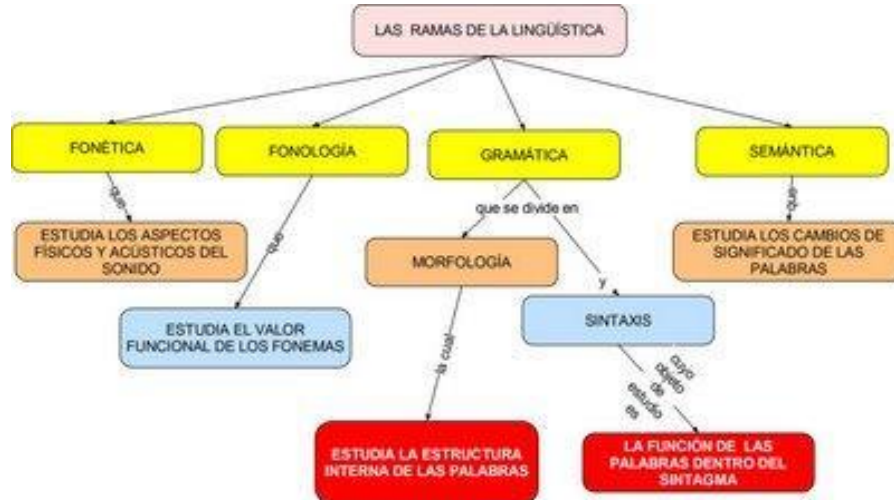 LAS RAMAS DE LA LINGÜÍSTICA
FONÉTICA
FONOLOGÍA
GRAMÁTICA
SEMÁNTICA
que
ESTUDIA LOS ASPECTOS
FÍSICOS Y ACÚSTICOS DEL
SONIDO
que
ESTUDIA EL VALOR
FUNCIONAL DE LOS FONEMAS
que se divide en
MORFOLOGÍA
y
SINTAXIS
que
ESTUDIA LOS CAMBIOS DE
SIGNIFICADO DE LAS
PALABRAS
la cual
ESTUDIA LA ESTRUCTURA
INTERNA DE LAS PALABRAS
cuyo
objeto
de
estudio
es
LA FUNCIÓN DE LAS
PALABRAS DENTRO DEL
SINTAGMA